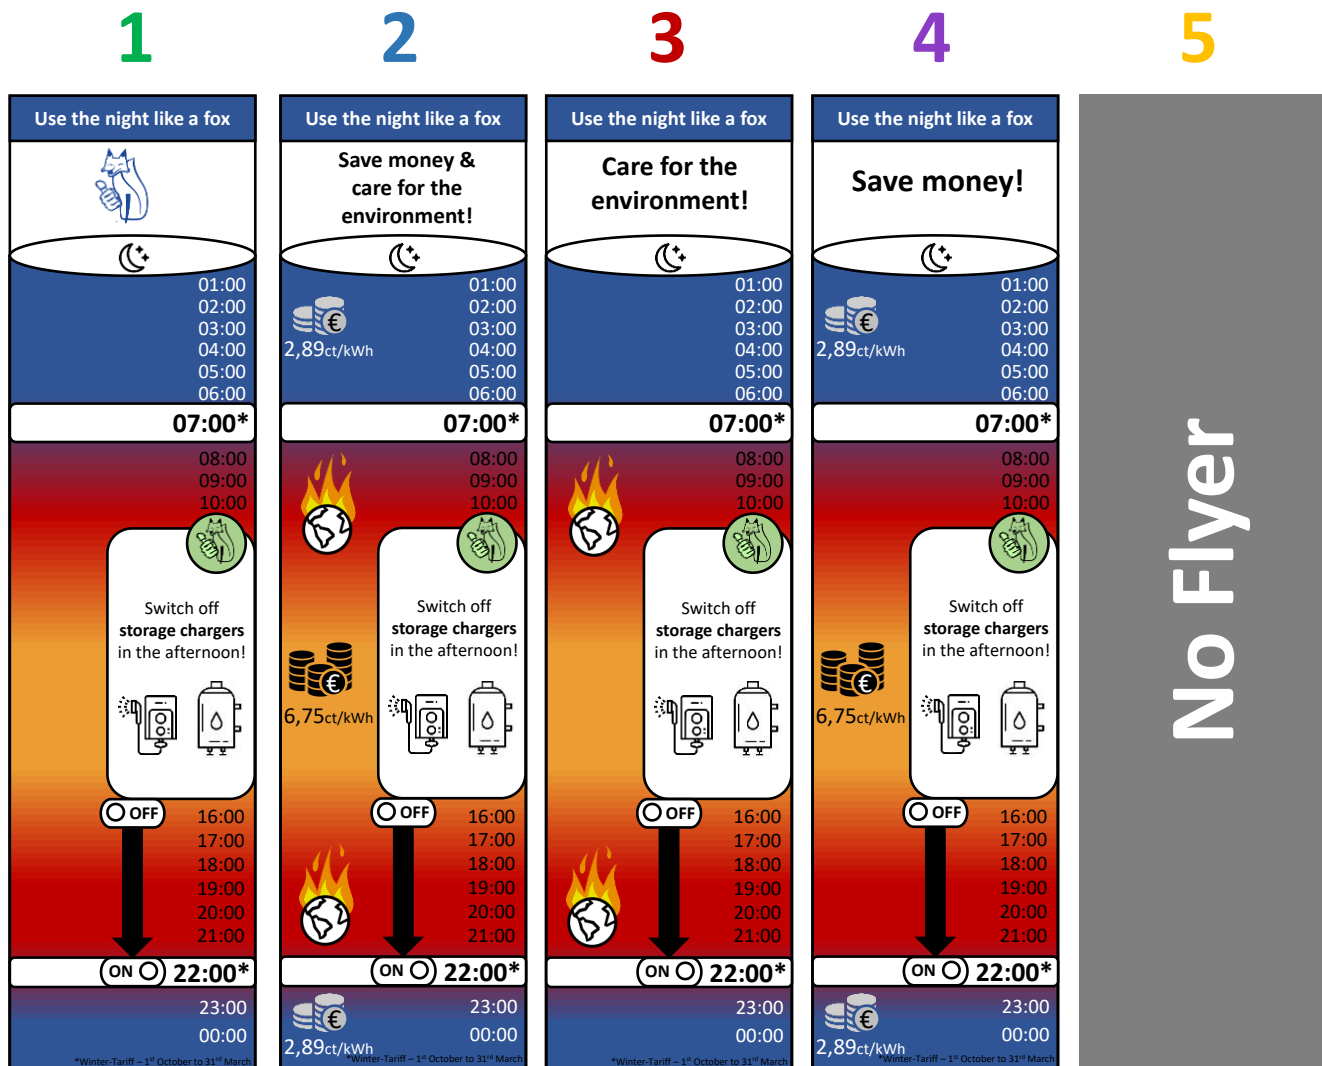 1
2
3
4
5
Use the night like a fox
01:00
02:00
03:00
04:00
05:00
06:00
07:00*
08:00
09:00
10:00
Switch off
storage chargers
in the afternoon!
OFF
16:00
17:00
18:00
19:00
20:00
21:00
ON
22:00*
23:00
00:00
*Winter-Tariff – 1st October to 31rd March
Use the night like a fox
Save money &
care for the
environment!
01:00
02:00
€
03:00
2,89ct/kWh
04:00
05:00
06:00
07:00*
08:00
09:00
10:00
Switch off
storage chargers
in the afternoon!
€
6,75ct/kWh
OFF
16:00
17:00
18:00
19:00
20:00
21:00
ON
22:00*
23:00
€
00:00
2,89ct/kWh
*Winter-Tariff – 1st October to 31rd March
Use the night like a fox
Care for the
environment!
01:00
02:00
03:00
04:00
05:00
06:00
07:00*
08:00
09:00
10:00
Switch off
storage chargers
in the afternoon!
OFF
16:00
17:00
18:00
19:00
20:00
21:00
ON
22:00*
23:00
00:00
*Winter-Tariff – 1st October to 31rd March
Use the night like a fox
Save money!
01:00
02:00
€
03:00
2,89ct/kWh
04:00
05:00
06:00
07:00*
08:00
09:00
10:00
Switch off
storage chargers
in the afternoon!
€
6,75ct/kWh
OFF
16:00
17:00
18:00
19:00
20:00
21:00
ON
22:00*
23:00
€
00:00
2,89ct/kWh
*Winter-Tariff – 1st October to 31rd March
No Flyer